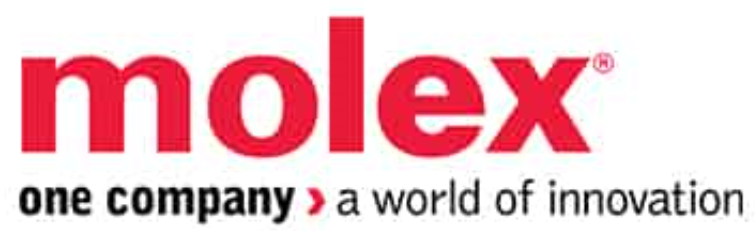 molex®
one company › a world of innovation